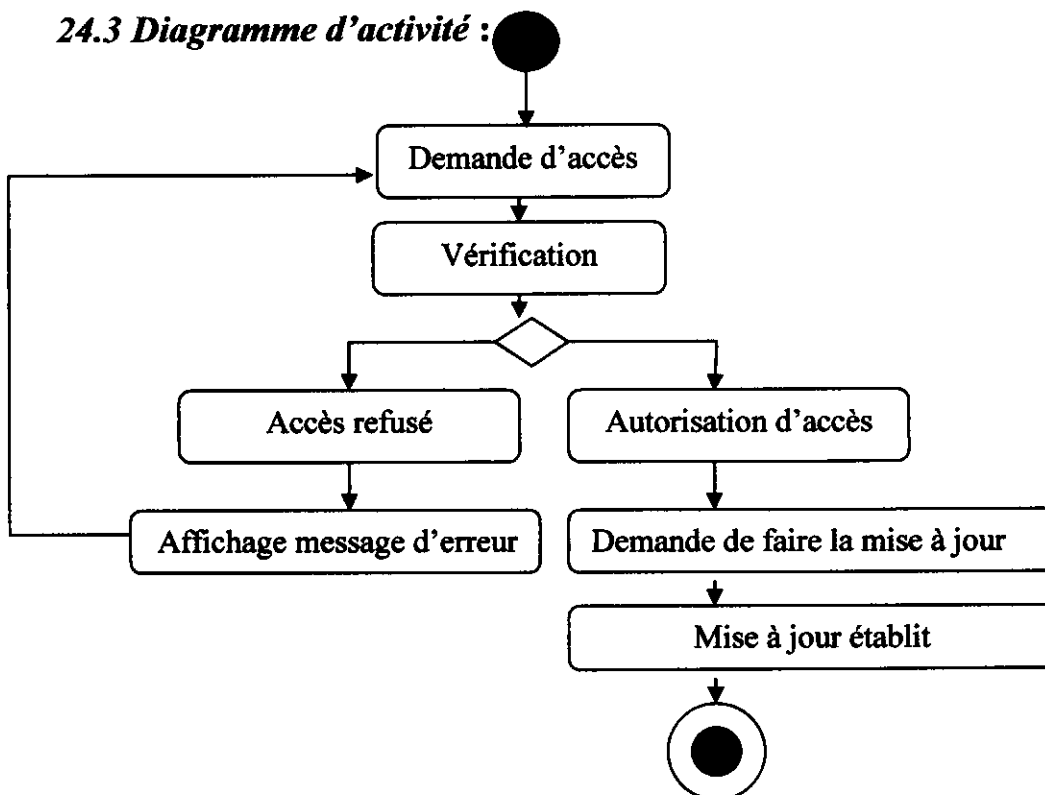 24.3 Diagramme d'activité :
Demande d'accès
Vérification
Accès refusé
Autorisation d'accès
Affichage message d'erreur
Demande de faire la mise à jour
Mise à jour établit